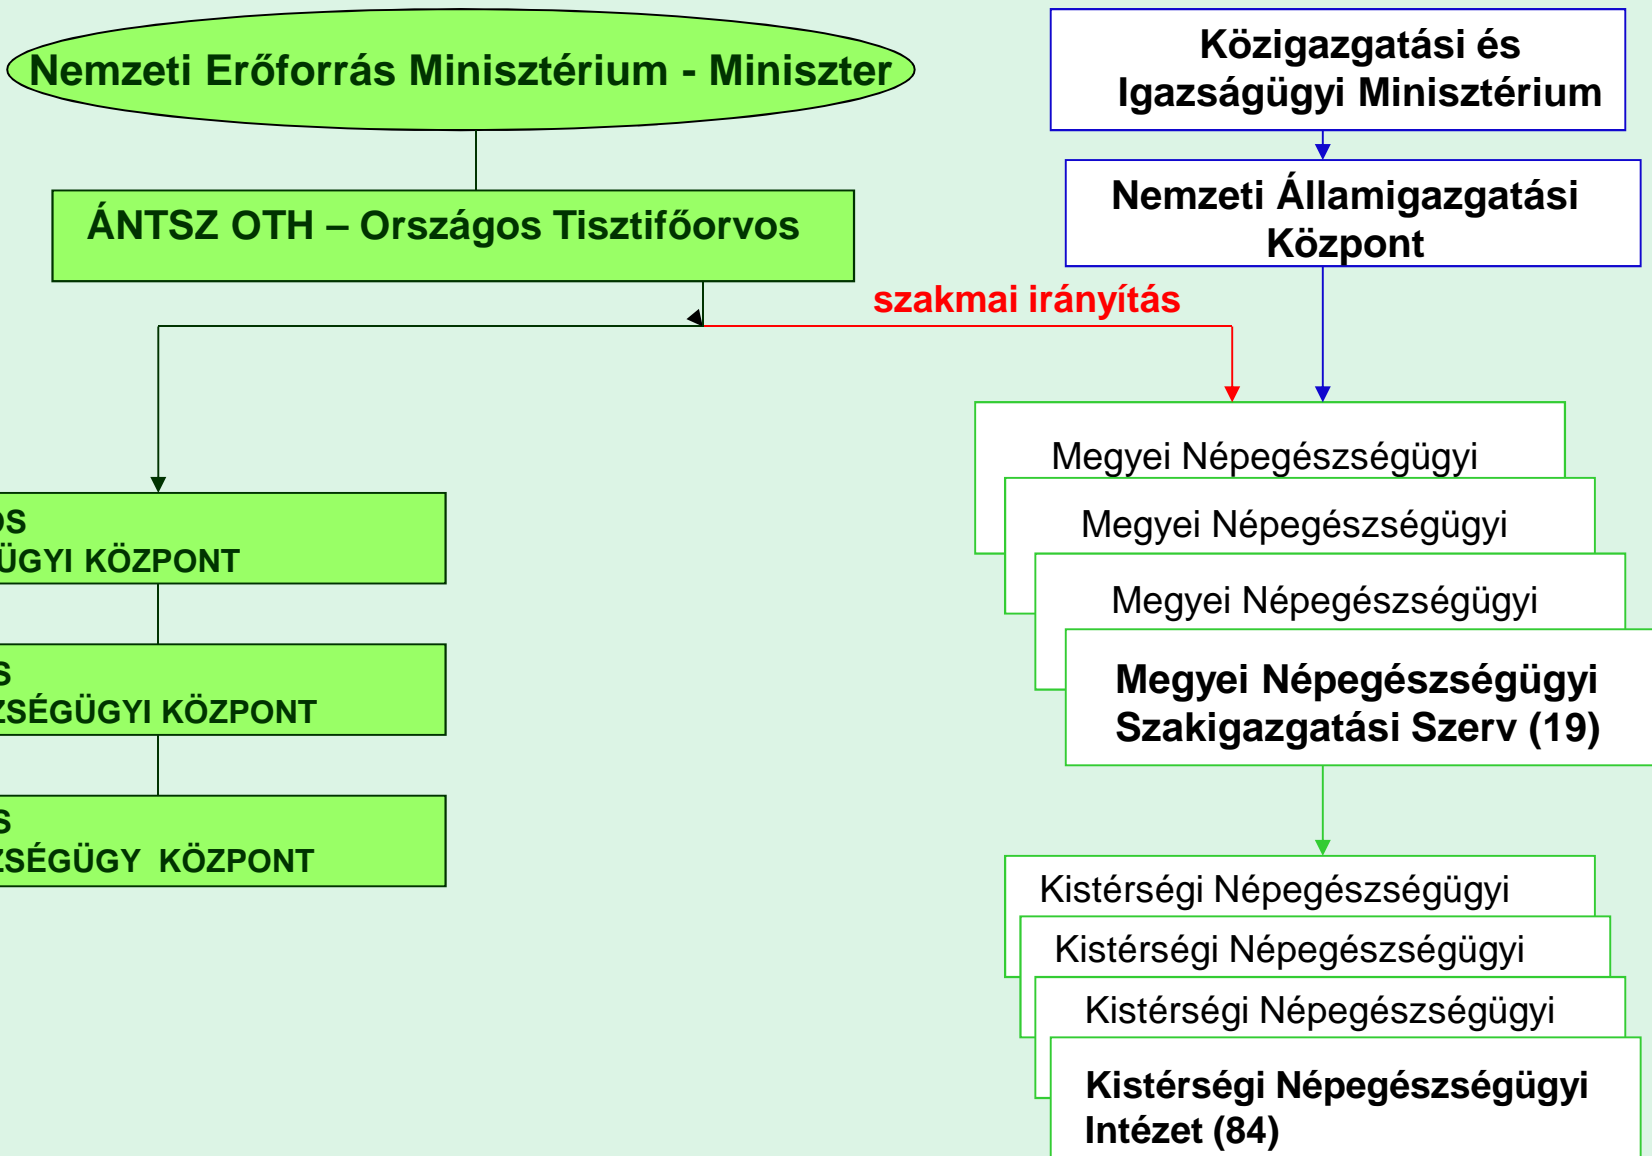 Nemzeti Erőforrás Minisztérium - Miniszter
ÁNTSZ OTH – Országos Tisztifőorvos
Közigazgatási és
Igazságügyi Minisztérium
Nemzeti Államigazgatási
Központ
szakmai irányítás
KÖZPONT
KÖZPONT
KÖZPONT
Megyei Népegészségügyi
Megyei Népegészségügyi
Megyei Népegészségügyi
Megyei Népegészségügyi
Szakigazgatási Szerv (19)
Kistérségi Népegészségügyi
Kistérségi Népegészségügyi
Kistérségi Népegészségügyi
Kistérségi Népegészségügyi
Intézet (84)